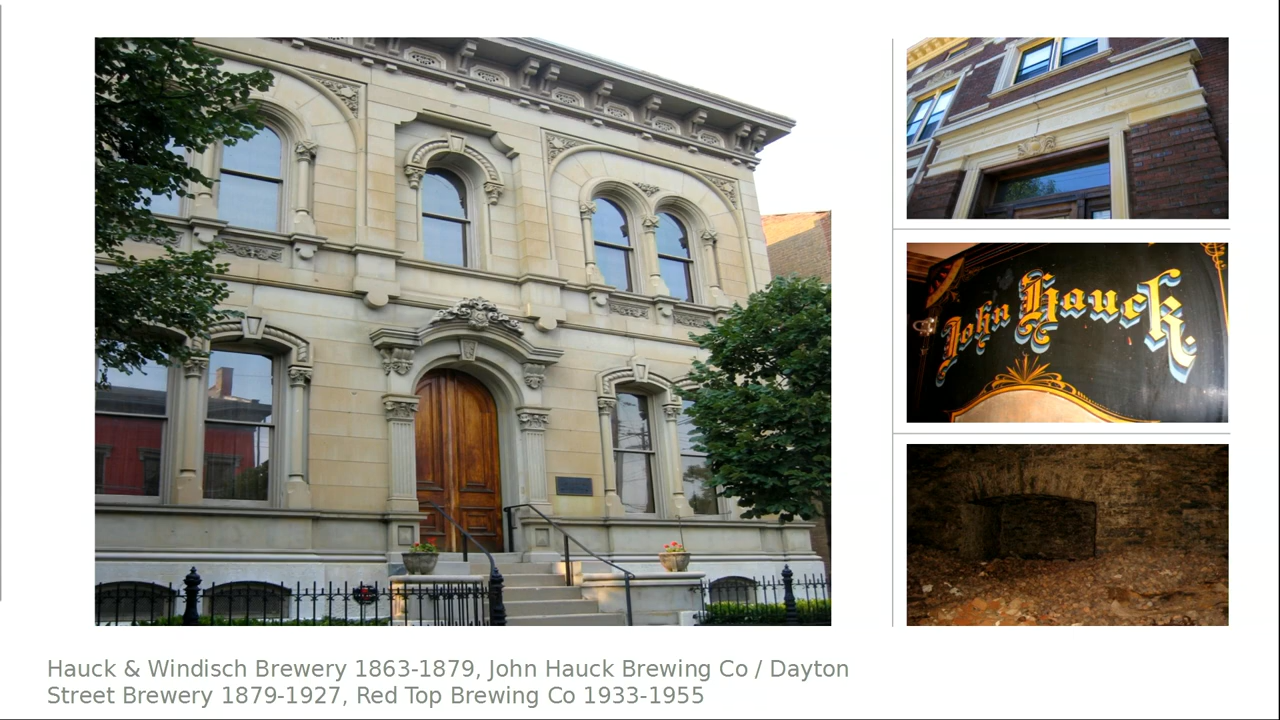 John Hauck
Hauck & Windisch Brewery 1863-1879, John Hauck Brewing Co / Dayton
Street Brewery 1879-1927, Red Top Brewing Co 1933-1955